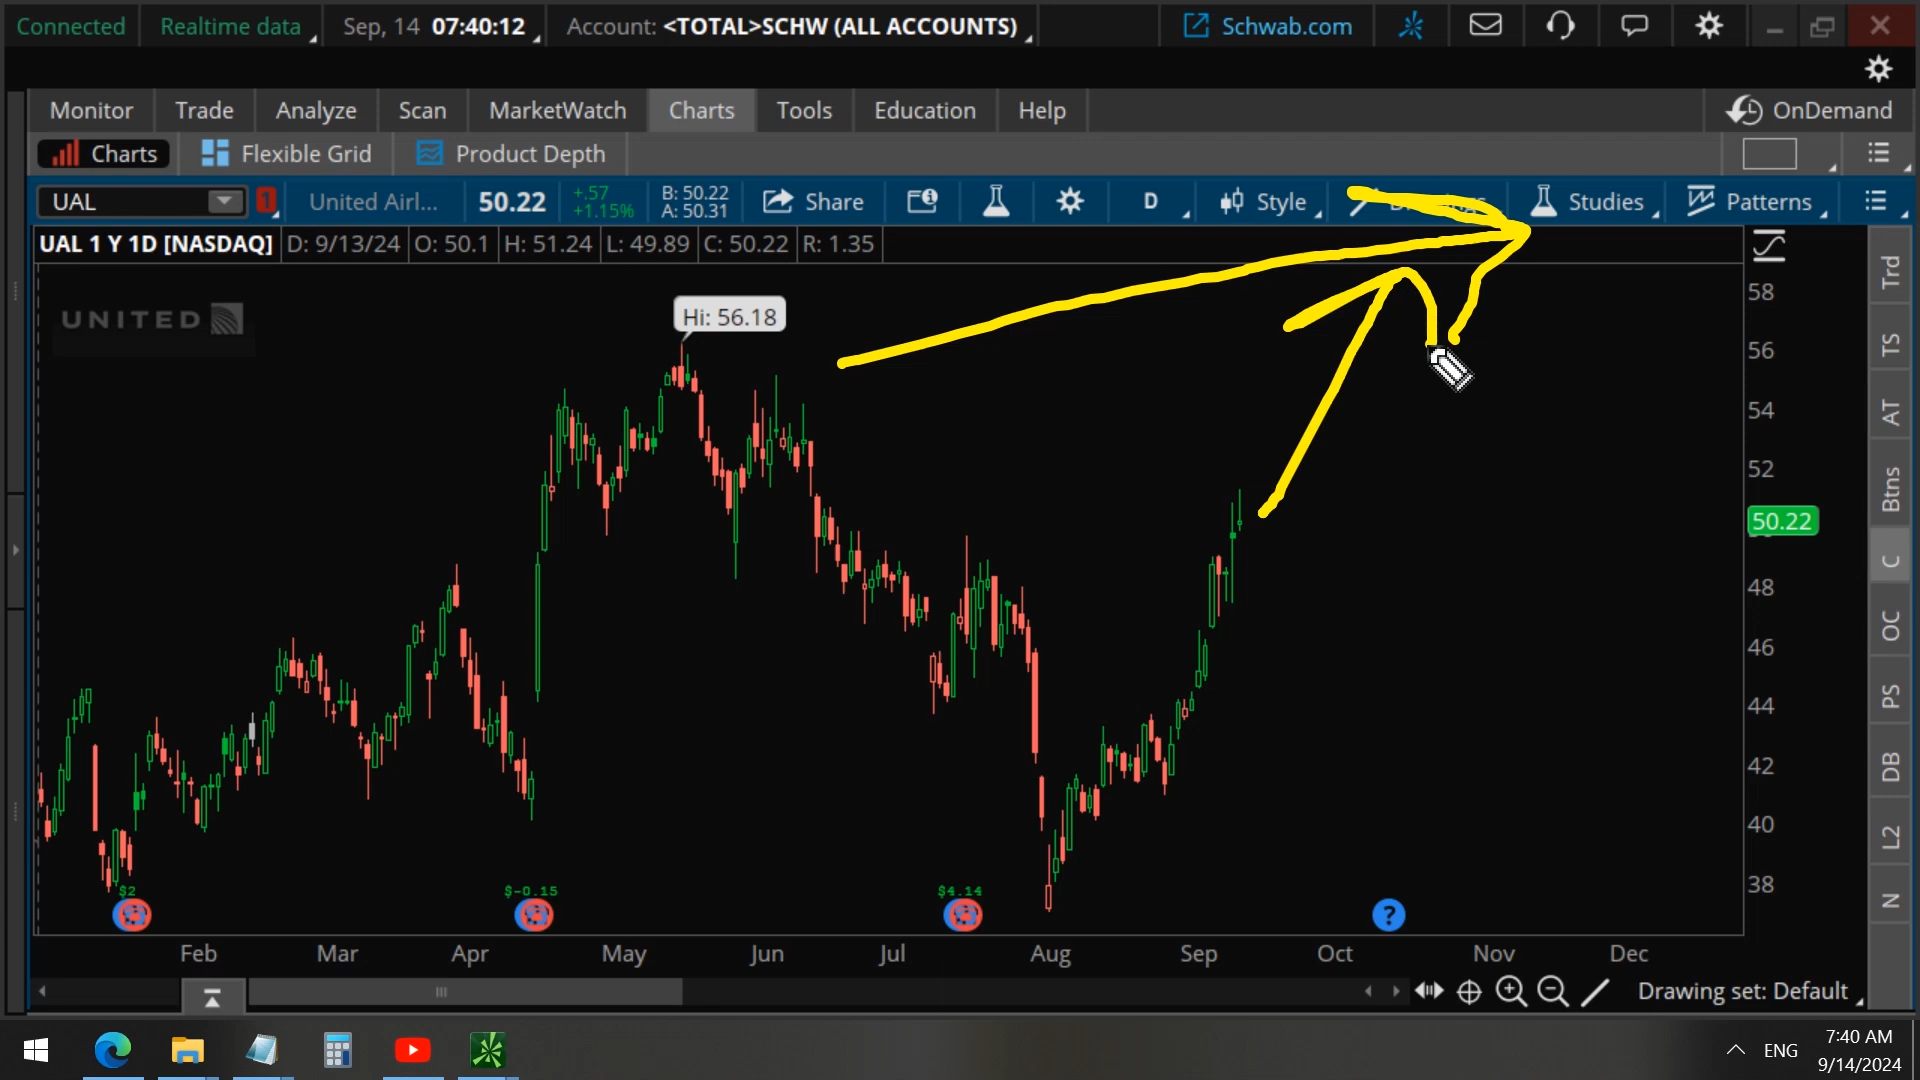 Connected Realtime data Sep, 14 07:40:12 Account: <TOTAL>SCHW (ALL ACCOUNTS) Schwab.com
Monitor Trade Analyze Scan MarketWatch Charts Tools Education Help OnDemand
Charts Flexible Grid Product Depth
UAL 1 United Airl... 50.22 +.57 B: 50.22 Share D Style Studies Patterns
+1.15% A: 50.31
UAL 1 Y 1D [NASDAQ] D: 9/13/24 O: 50.1 H: 51.24 L: 49.89 C: 50.22 R: 1.35
UNITED
Hi: 56.18
58
56
54
52
50.22
48
46
44
42
40
38
Trd
TS
AT
Btns
C
OC
PS
DB
L2
N
$2 $-0.15 $4.14
?
Feb Mar Apr May Jun Jul Aug Sep Oct Nov Dec
Drawing set: Default
ENG
7:40 AM
9/14/2024